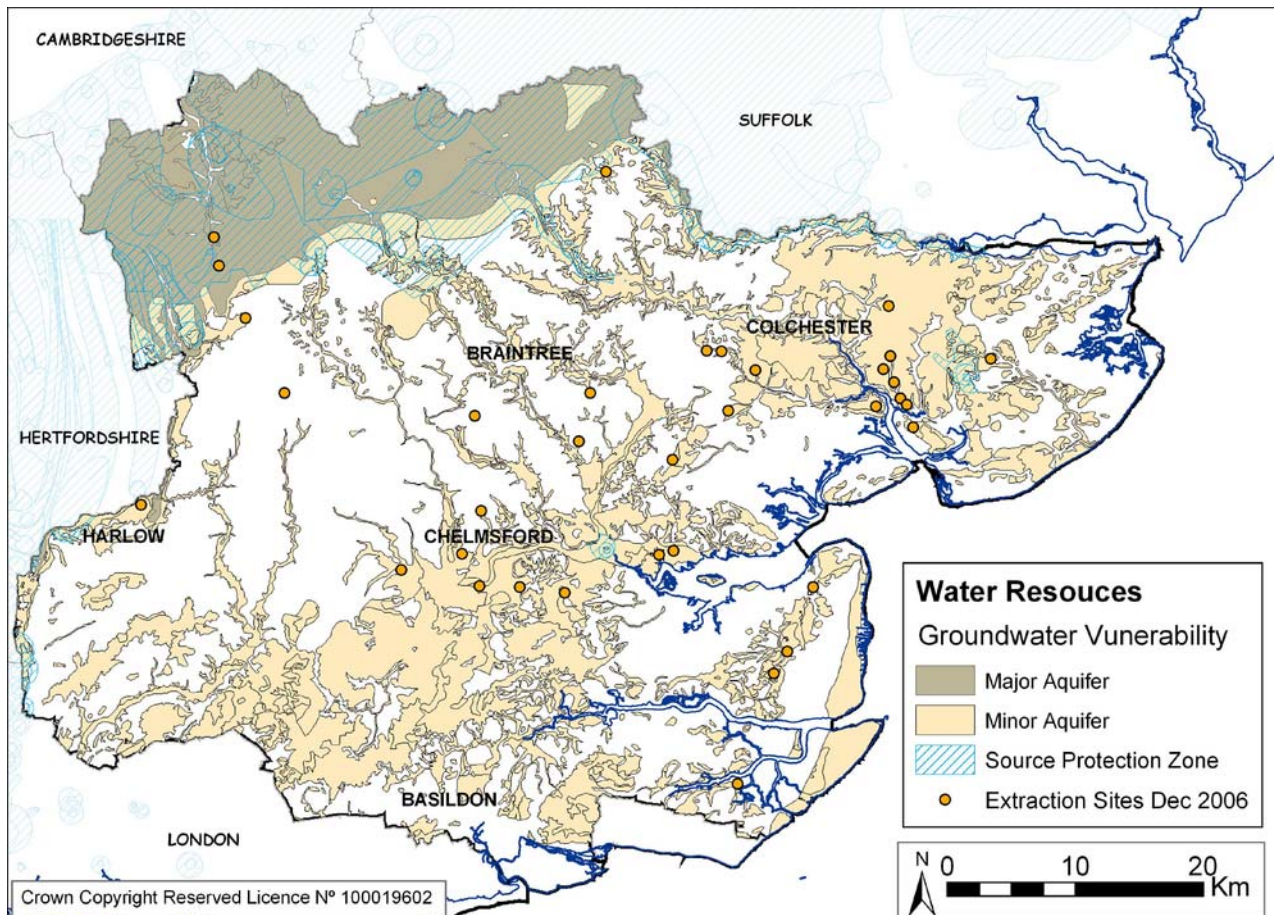 CAMBRIDGESHIRE
SUFFOLK
COLCHESTER
BRAINTREE
HERTFORDSHIRE
HARLOW
CHELMSFORD
BASILDON
LONDON
Water Resouces
Groundwater Vunerability
Major Aquifer
Minor Aquifer
Source Protection Zone
Extraction Sites Dec 2006
N
0 10 20
Km
Crown Copyright Reserved Licence Nº 100019602